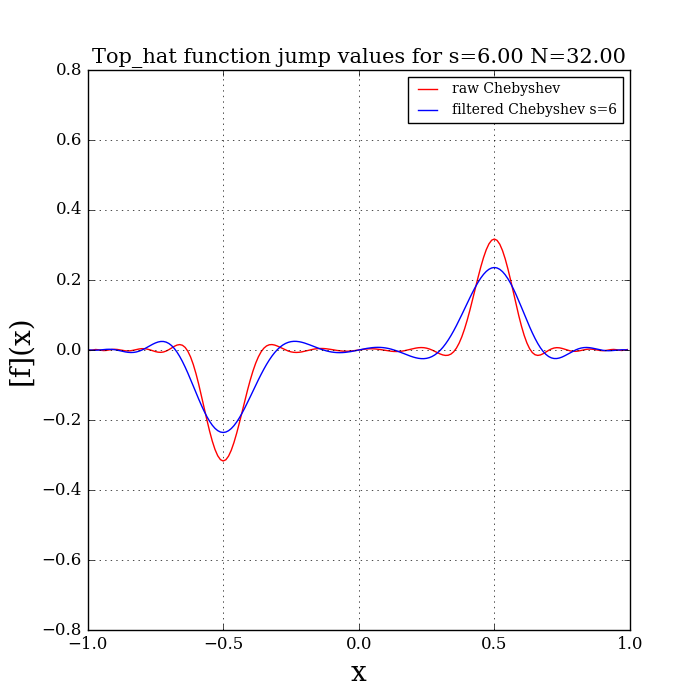 Top_hat function jump values for s=6.00 N=32.00
raw Chebyshev
filtered Chebyshev s=6
0.8
0.6
0.4
0.2
0.0
−0.2
−0.4
−0.6
−0.8
[f](x)
−1.0 −0.5 0.0 0.5 1.0
x